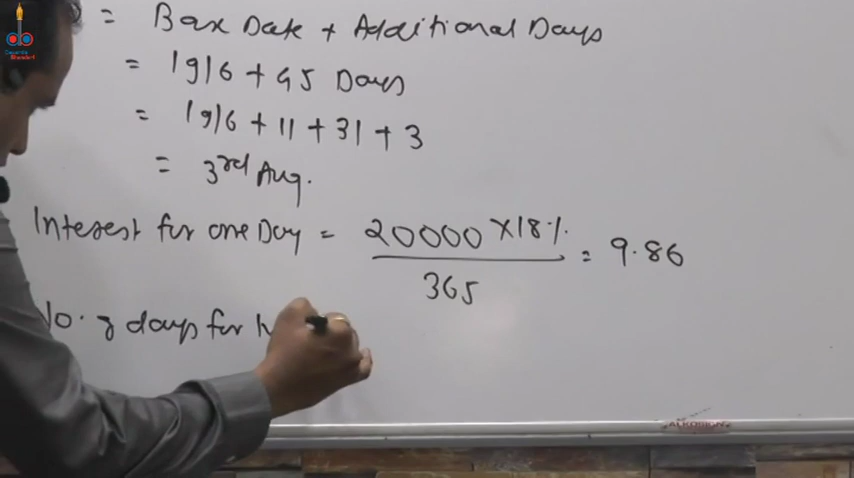 = Base Date + Additional Days
= 19/6 + 45 Days
= 19/6 + 11 + 31 + 3
= 3rd Aug.
Interest for one Day = 20000 × 18% / 365 = 9.86
No. of days for